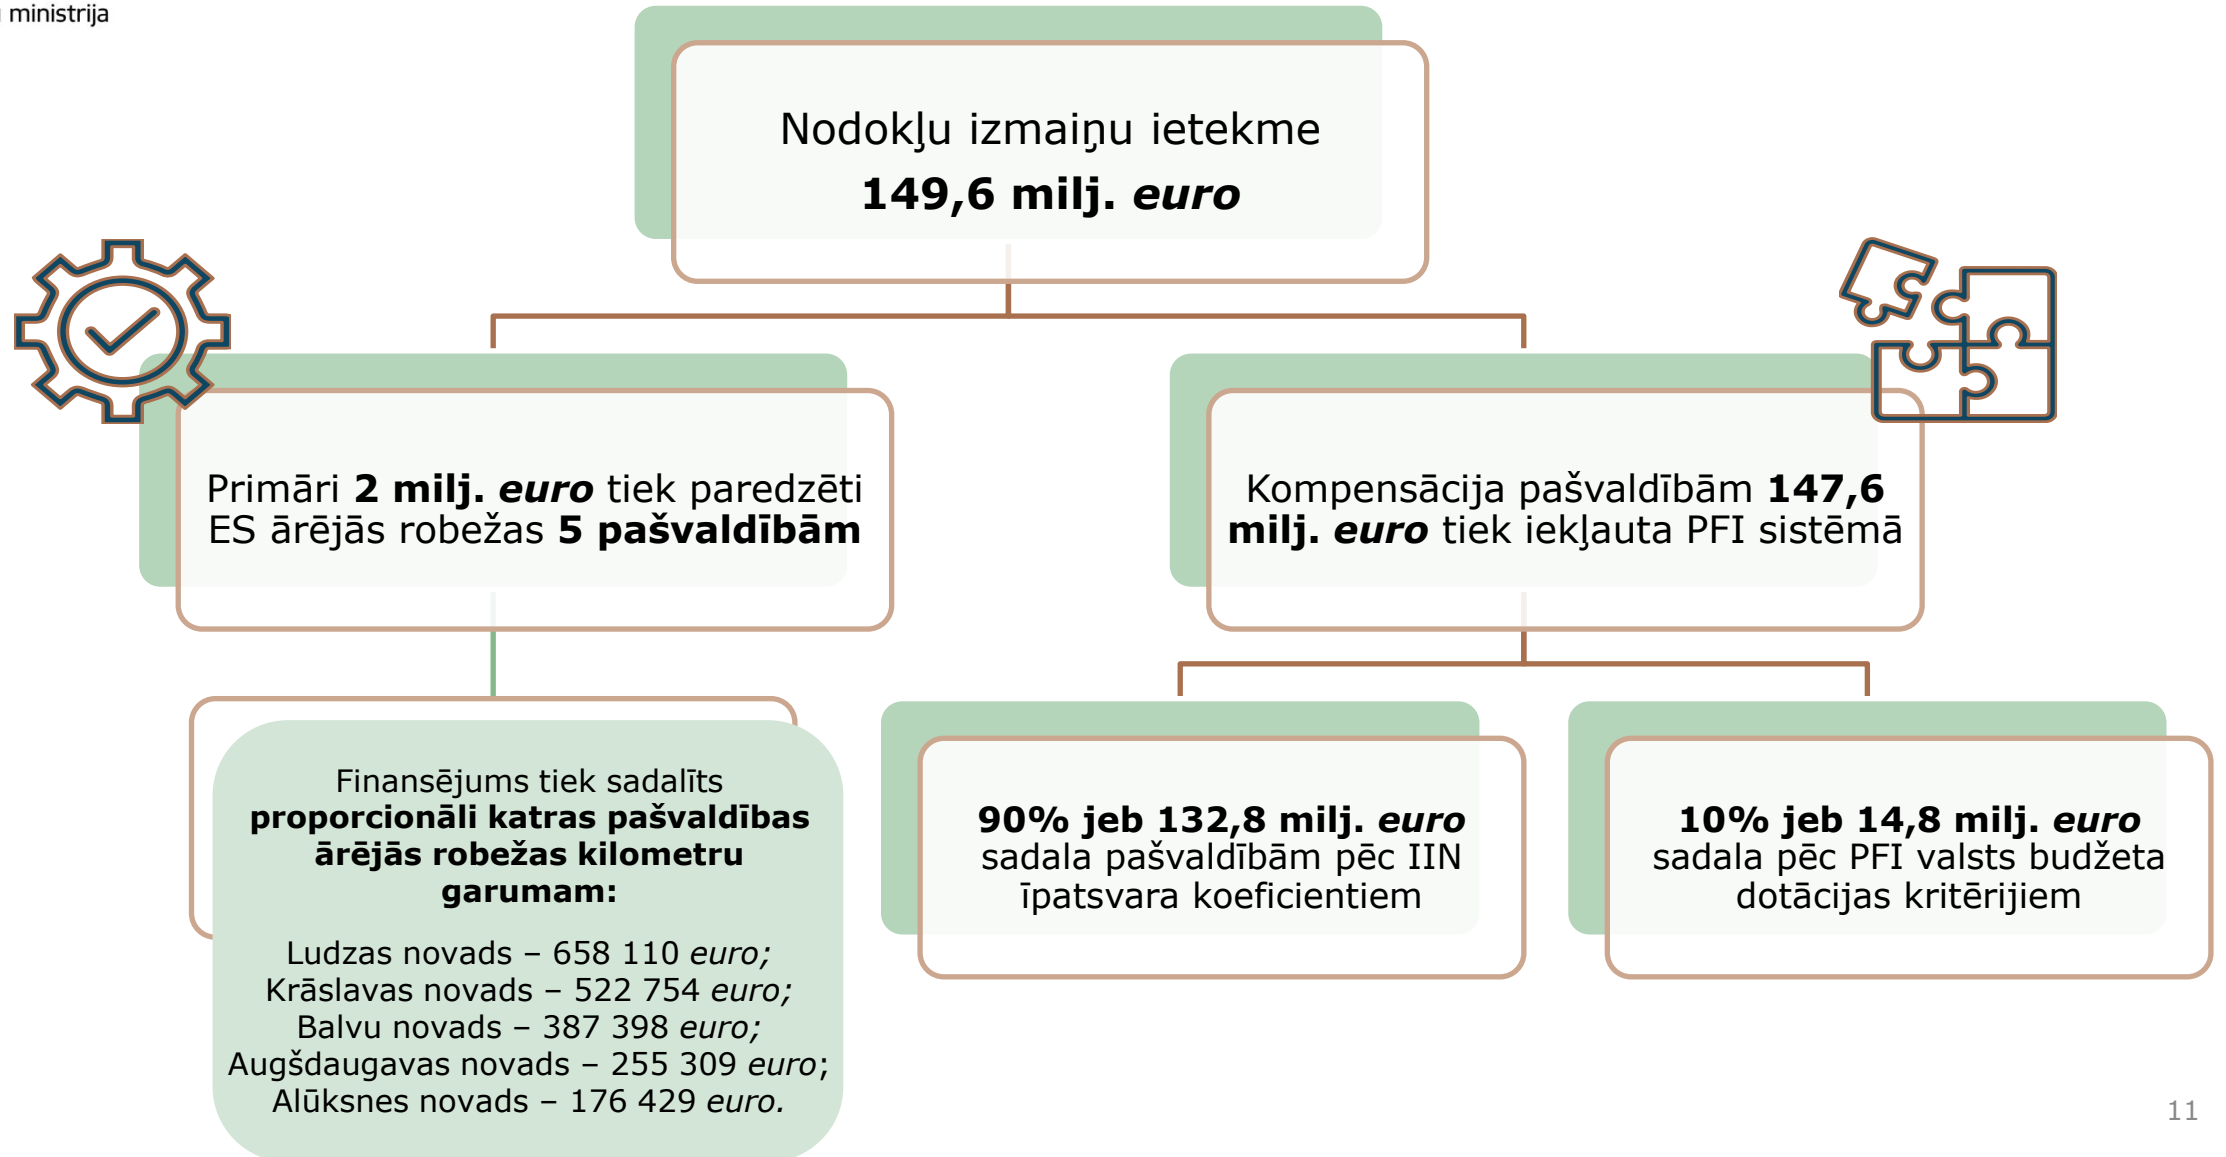 ministrija
Nodokļu izmaiņu ietekme
149,6 milj. euro
Primāri 2 milj. euro tiek paredzēti
ES ārējās robežas 5 pašvaldībām
Kompensācija pašvaldībām 147,6
milj. euro tiek iekļauta PFI sistēmā
Finansējums tiek sadalīts
proporcionāli katras pašvaldības
ārējās robežas kilometru
garumam:
Ludzas novads – 658 110 euro;
Krāslavas novads – 522 754 euro;
Balvu novads – 387 398 euro;
Augšdaugavas novads – 255 309 euro;
Alūksnes novads – 176 429 euro.
90% jeb 132,8 milj. euro
sadala pašvaldībām pēc IIN
īpatsvara koeficientiem
10% jeb 14,8 milj. euro
sadala pēc PFI valsts budžeta
dotācijas kritērijiem
11